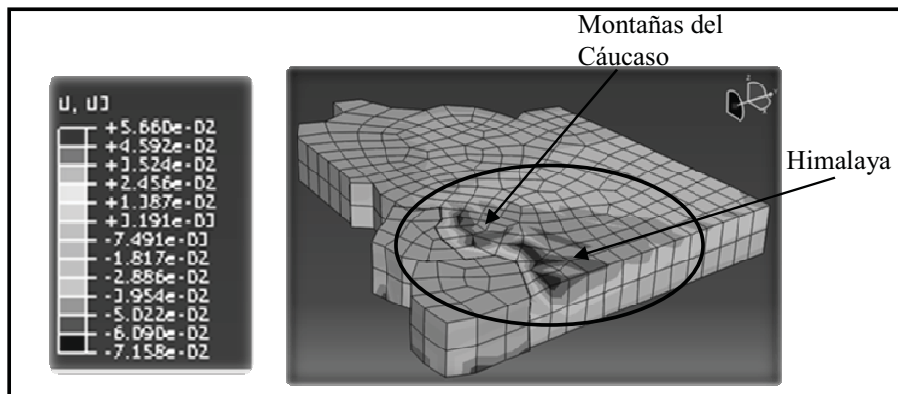 Montañas del
Cáucaso
Himalaya
U, U3
+5.660e-02
+4.592e-02
+3.524e-02
+2.456e-02
+1.387e-02
+3.191e-03
-7.491e-03
-1.817e-02
-2.886e-02
-3.954e-02
-5.022e-02
-6.090e-02
-7.158e-02